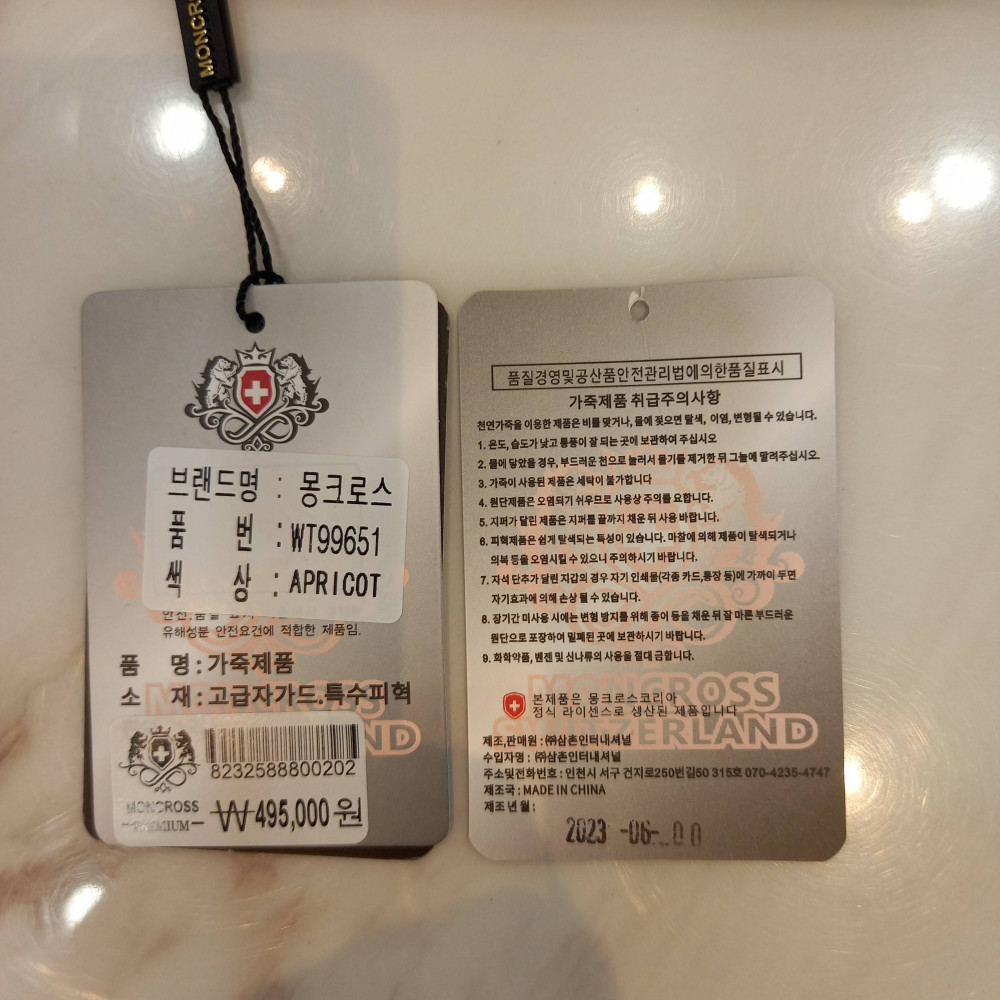 MONCR
브랜드명 : 몽크로스
품 번 : WT99651
색 상 : APRICOT
유해성분 안전요건에 적합한 제품임.
품 명 : 가죽제품
소 재 : 고급자가드.특수피혁
ND
8232588800202
MONCROSS
PREMIUM
₩495,000원
품질경영및공산품안전관리법에의한품질표시
가죽제품 취급주의사항
천연가죽을 이용한 제품은 비를 맞거나, 물에 젖으면 탈색, 이염, 변형될 수 있습니다.
1. 온도, 습도가 낮고 통풍이 잘 되는 곳에 보관하여 주십시오
2. 물에 닿았을 경우, 부드러운 천으로 눌러서 물기를 제거한 뒤 그늘에 말려주십시오.
3. 가죽이 사용된 제품은 세탁이 불가합니다
4. 원단제품은 오염되기 쉬우므로 사용상 주의를 요합니다.
5. 지퍼가 달린 제품은 지퍼를 끝까지 채운 뒤 사용 바랍니다.
6. 피혁제품은 쉽게 탈색되는 특성이 있습니다. 마찰에 의해 제품이 탈색되거나
의복 등을 오염시킬 수 있으니 주의하시기 바랍니다.
7. 자석 단추가 달린 지갑의 경우 자기 인쇄물(각종 카드,통장 등)에 가까이 두면
자기효과에 의해 손상 될 수 있습니다.
8. 장기간 미사용 시에는 변형 방지를 위해 종이 등을 채운 뒤 잘 마른 부드러운
원단으로 포장하여 밀폐된 곳에 보관하시기 바랍니다.
9. 화학약품, 벤젠 및 신나류의 사용을 절대 금합니다.
MONCROSS
SWITZERLAND
본제품은 몽크로스코리아
정식 라이센스로 생산된 제품입니다
제조,판매원 : ㈜삼촌인터내셔널
수입자명 : ㈜삼촌인터내셔널
주소및전화번호 : 인천시 서구 건지로250번길50 315호 070-4235-4747
제조국 : MADE IN CHINA
제조년월 :
2023 -06-